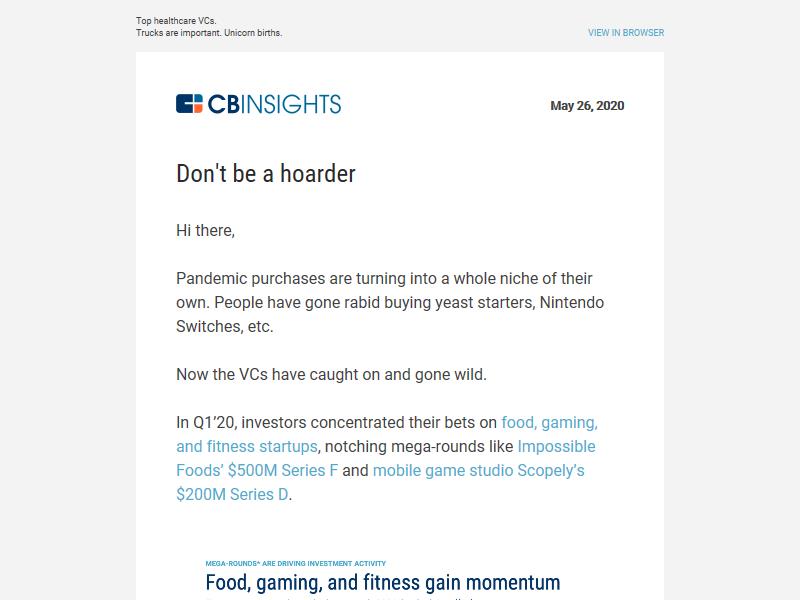 Top healthcare VCs.
Trucks are important. Unicorn births.
VIEW IN BROWSER
CBINSIGHTS
May 26, 2020
Don't be a hoarder
Hi there,
Pandemic purchases are turning into a whole niche of their
own. People have gone rabid buying yeast starters, Nintendo
Switches, etc.
Now the VCs have caught on and gone wild.
In Q1’20, investors concentrated their bets on food, gaming,
and fitness startups, notching mega-rounds like Impossible
Foods’ $500M Series F and mobile game studio Scopely’s
$200M Series D.
MEGA-ROUNDS* ARE DRIVING INVESTMENT ACTIVITY
Food, gaming, and fitness gain momentum